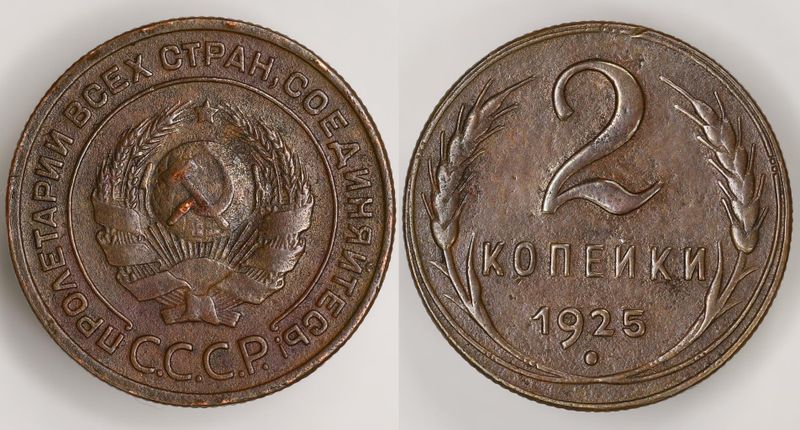 ПРОЛЕТАРИИ ВСЕХ СТРАН, СОЕДИНЯЙТЕСЬ!
С.С.С.Р.
2
КОПЕЙКИ
1925